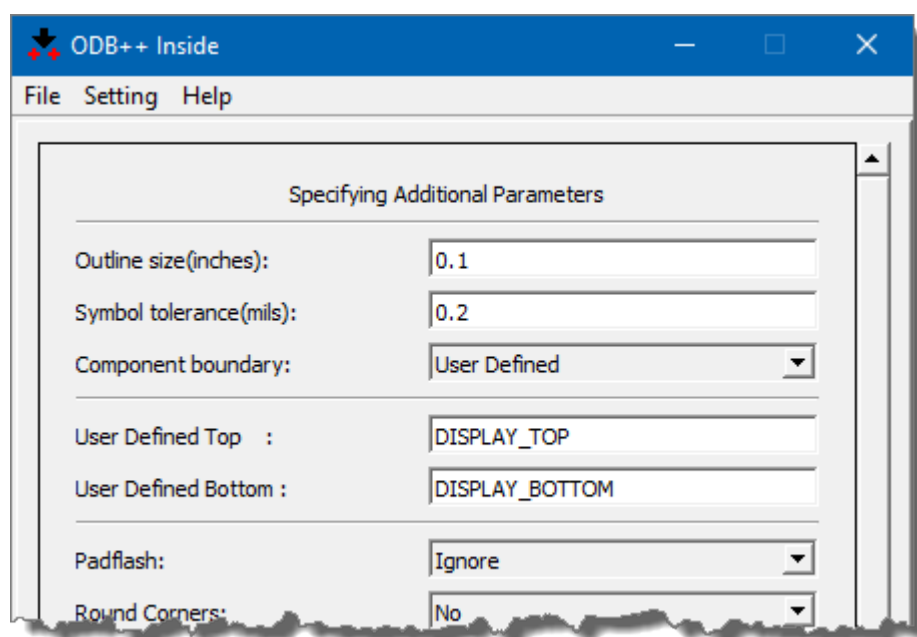 ODB++ Inside
File Setting Help
Specifying Additional Parameters
Outline size(inches): 0.1
Symbol tolerance(mils): 0.2
Component boundary: User Defined
User Defined Top : DISPLAY_TOP
User Defined Bottom : DISPLAY_BOTTOM
Padflash: Ignore
Round Corners: No